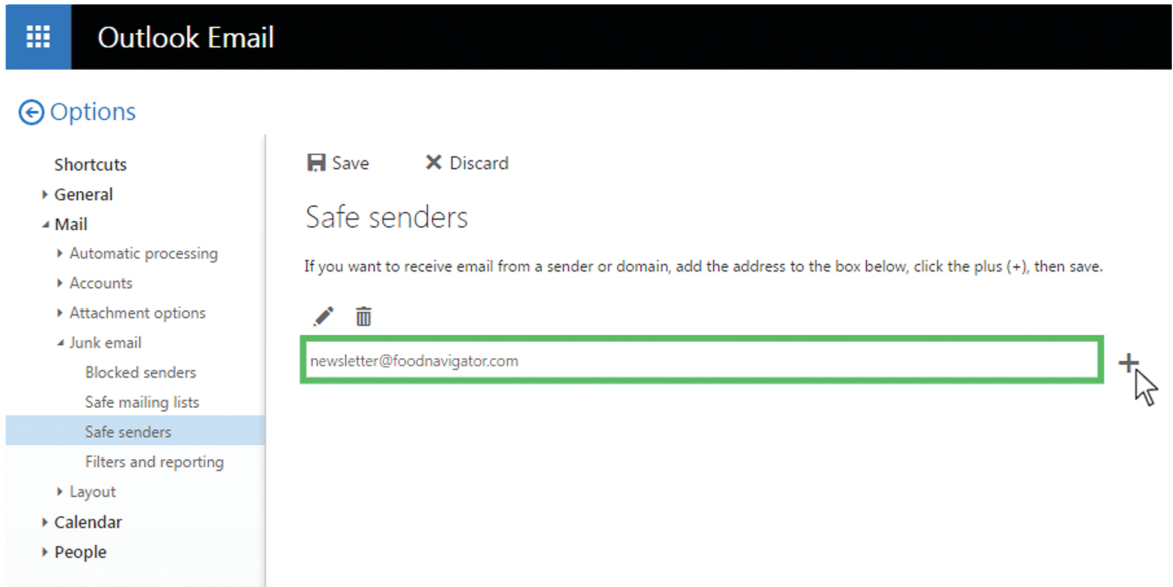 Outlook Email
Options
Shortcuts
General
Mail
Automatic processing
Accounts
Attachment options
Junk email
Blocked senders
Safe mailing lists
Safe senders
Filters and reporting
Layout
Calendar
People
Save Discard
Safe senders
If you want to receive email from a sender or domain, add the address to the box below, click the plus (+), then save.
newsletter@foodnavigator.com